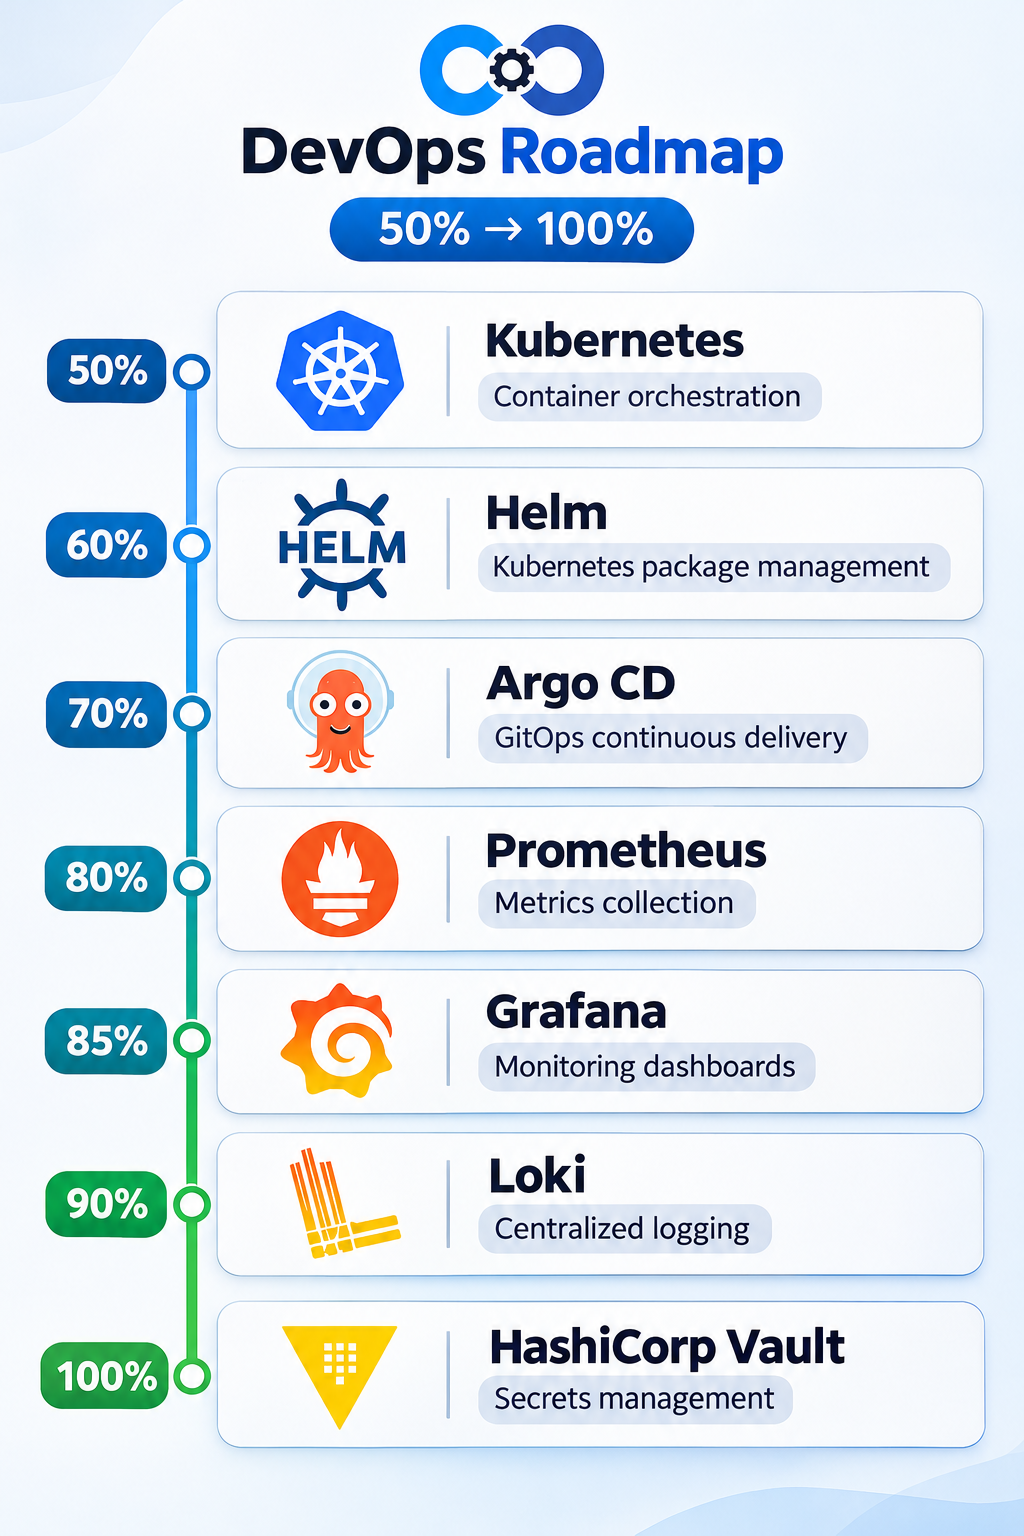 DevOps Roadmap
50% → 100%
50%
Kubernetes
Container orchestration
60%
HELM
Helm
Kubernetes package management
70%
Argo CD
GitOps continuous delivery
80%
Prometheus
Metrics collection
85%
Grafana
Monitoring dashboards
90%
Loki
Centralized logging
100%
HashiCorp Vault
Secrets management